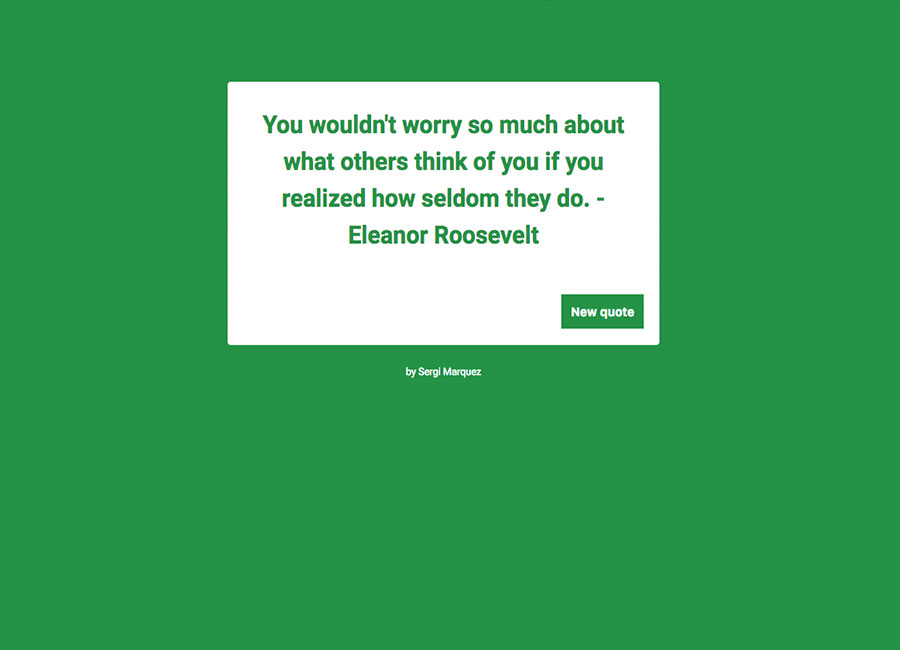 You wouldn't worry so much about
what others think of you if you
realized how seldom they do. -
Eleanor Roosevelt
New quote
by Sergi Marquez